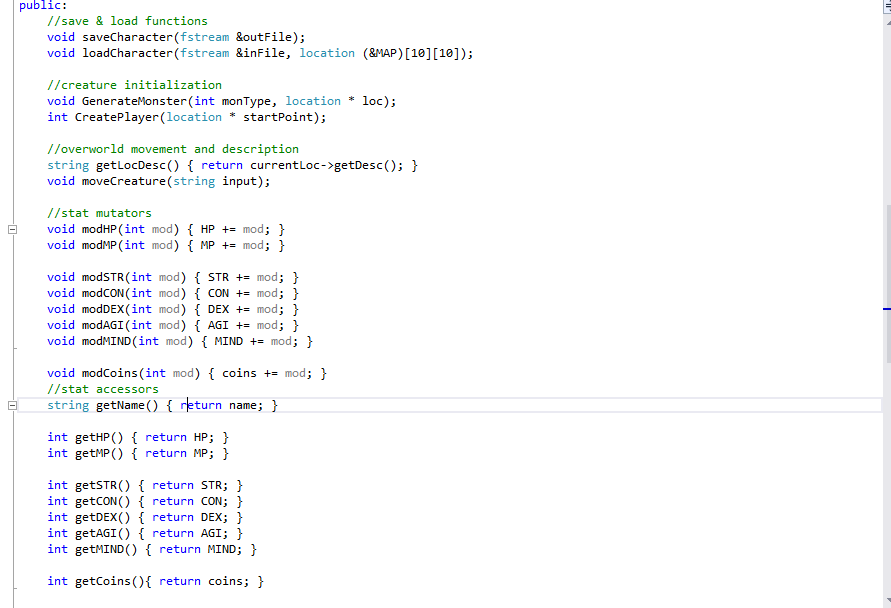 public:
//save & load functions
void saveCharacter(fstream &outFile);
void loadCharacter(fstream &inFile, location (&MAP)[10][10]);
//creature initialization
void GenerateMonster(int monType, location * loc);
int CreatePlayer(location * startPoint);
//overworld movement and description
string getLocDesc() { return currentLoc->getDesc(); }
void moveCreature(string input);
//stat mutators
void modHP(int mod) { HP += mod; }
void modMP(int mod) { MP += mod; }
void modSTR(int mod) { STR += mod; }
void modCON(int mod) { CON += mod; }
void modDEX(int mod) { DEX += mod; }
void modAGI(int mod) { AGI += mod; }
void modMIND(int mod) { MIND += mod; }
void modCoins(int mod) { coins += mod; }
//stat accessors
string getName() { return name; }
int getHP() { return HP; }
int getMP() { return MP; }
int getSTR() { return STR; }
int getCON() { return CON; }
int getDEX() { return DEX; }
int getAGI() { return AGI; }
int getMIND() { return MIND; }
int getCoins(){ return coins; }